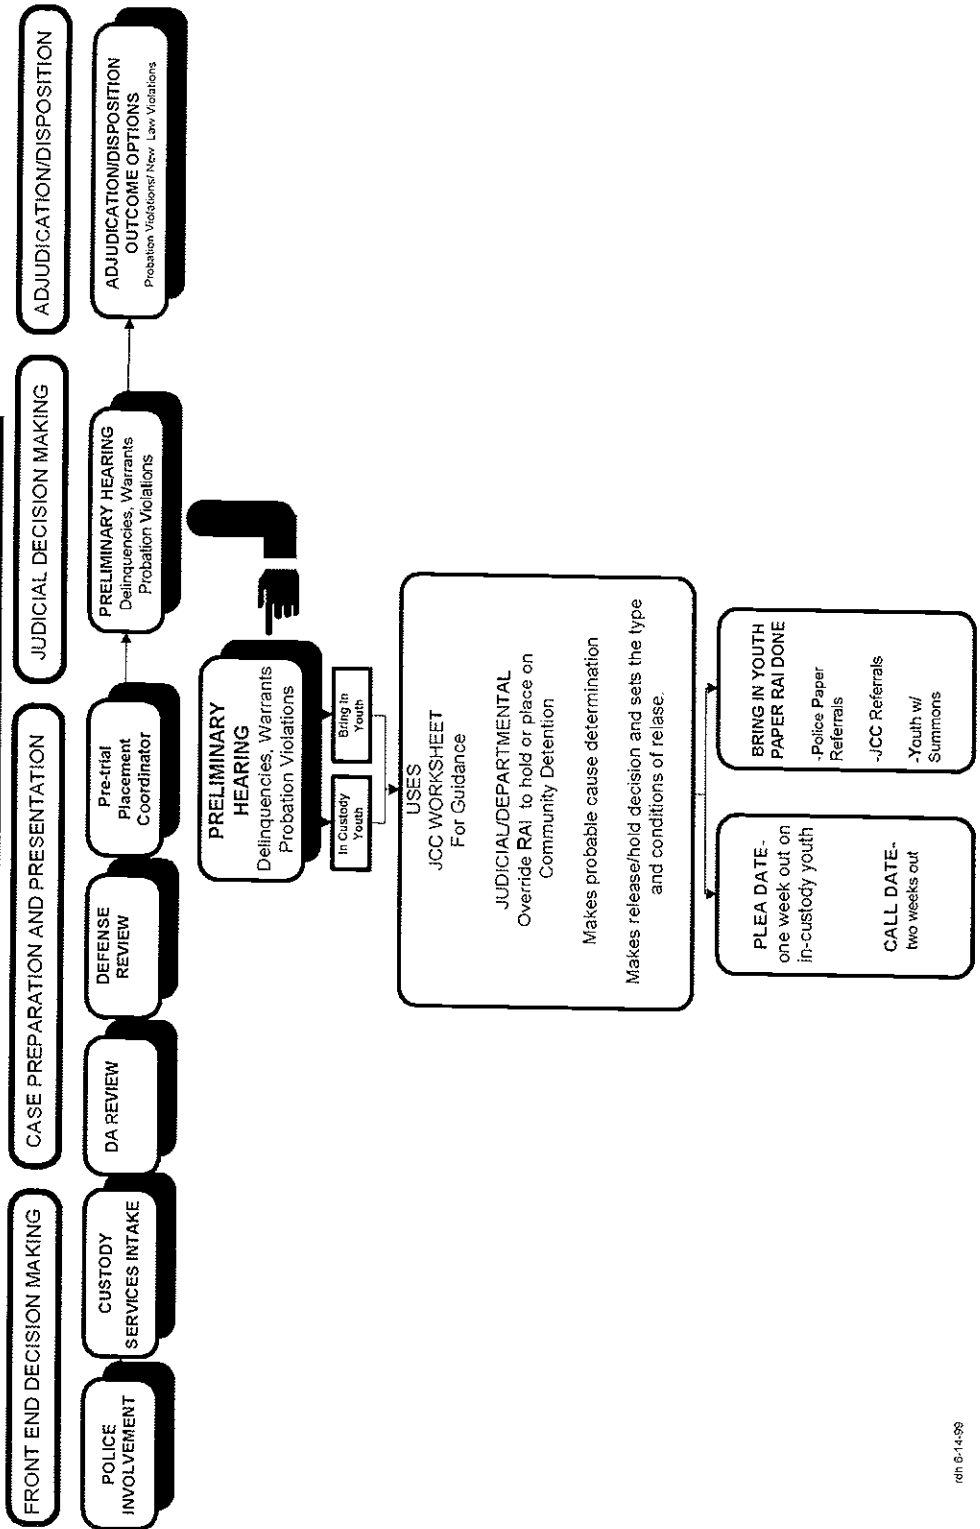 FRONT END DECISION MAKING
CASE PREPARATION AND PRESENTATION
JUDICIAL DECISION MAKING
ADJUDICATION/DISPOSITION
POLICE
INVOLVEMENT
CUSTODY
SERVICES INTAKE
DA REVIEW
DEFENSE
REVIEW
Pre-trial
Placement
Coordinator
PRELIMINARY HEARING
Delinquencies, Warrants
Probation Violations
ADJUDICATION/DISPOSITION
OUTCOME OPTIONS
Probation Violations/ New Law Violations
PRELIMINARY
HEARING
Delinquencies, Warrants
Probation Violations
In Custody
Youth
Bring In
Youth
USES
JCC WORKSHEET
For Guidance
JUDICIAL/DEPARTMENTAL
Override RAI to hold or place on
Community Detention
Makes probable cause determination
Makes release/hold decision and sets the type
and conditions of relase.
PLEA DATE-
one week out on
in-custody youth
CALL DATE-
two weeks out
BRING IN YOUTH
PAPER RAI DONE
-Police Paper
Referrals
-JCC Referrals
-Youth w/
Summons
rdh 6-14-99